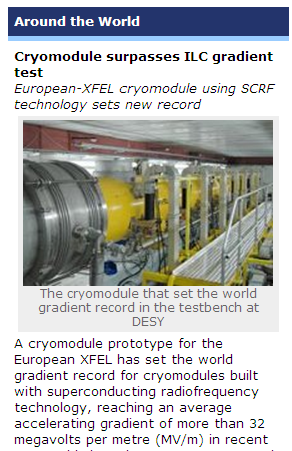 Around the World
Cryomodule surpasses ILC gradient
test
European-XFEL cryomodule using SCRF
technology sets new record
The cryomodule that set the world
gradient record in the testbench at
DESY
A cryomodule prototype for the
European XFEL has set the world
gradient record for cryomodules built
with superconducting radiofrequency
technology, reaching an average
accelerating gradient of more than 32
megavolts per metre (MV/m) in recent